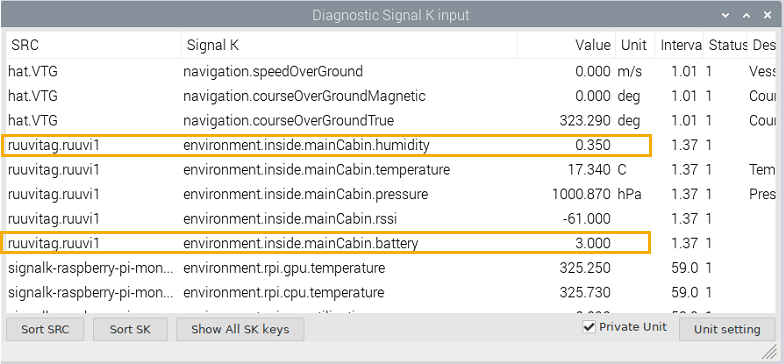 Diagnostic Signal K input
SRC Signal K Value Unit Interva Status Des
hat.VTG navigation.speedOverGround 0.000 m/s 1.01 1 Vess
hat.VTG navigation.courseOverGroundMagnetic 0.000 deg 1.01 1 Cou
hat.VTG navigation.courseOverGroundTrue 323.290 deg 1.01 1 Cou
ruuvitag.ruuvi1 environment.inside.mainCabin.humidity 0.350 1.37 1
ruuvitag.ruuvi1 environment.inside.mainCabin.temperature 17.340 C 1.37 1 Tem
ruuvitag.ruuvi1 environment.inside.mainCabin.pressure 1000.870 hPa 1.37 1 Pres
ruuvitag.ruuvi1 environment.inside.mainCabin.rssi -61.000 1.37 1
ruuvitag.ruuvi1 environment.inside.mainCabin.battery 3.000 1.37 1
signalk-raspberry-pi-mon... environment.rpi.gpu.temperature 325.250 59.0 1
signalk-raspberry-pi-mon... environment.rpi.cpu.temperature 325.730 59.0 1
Sort SRC Sort SK Show All SK keys Private Unit Unit setting